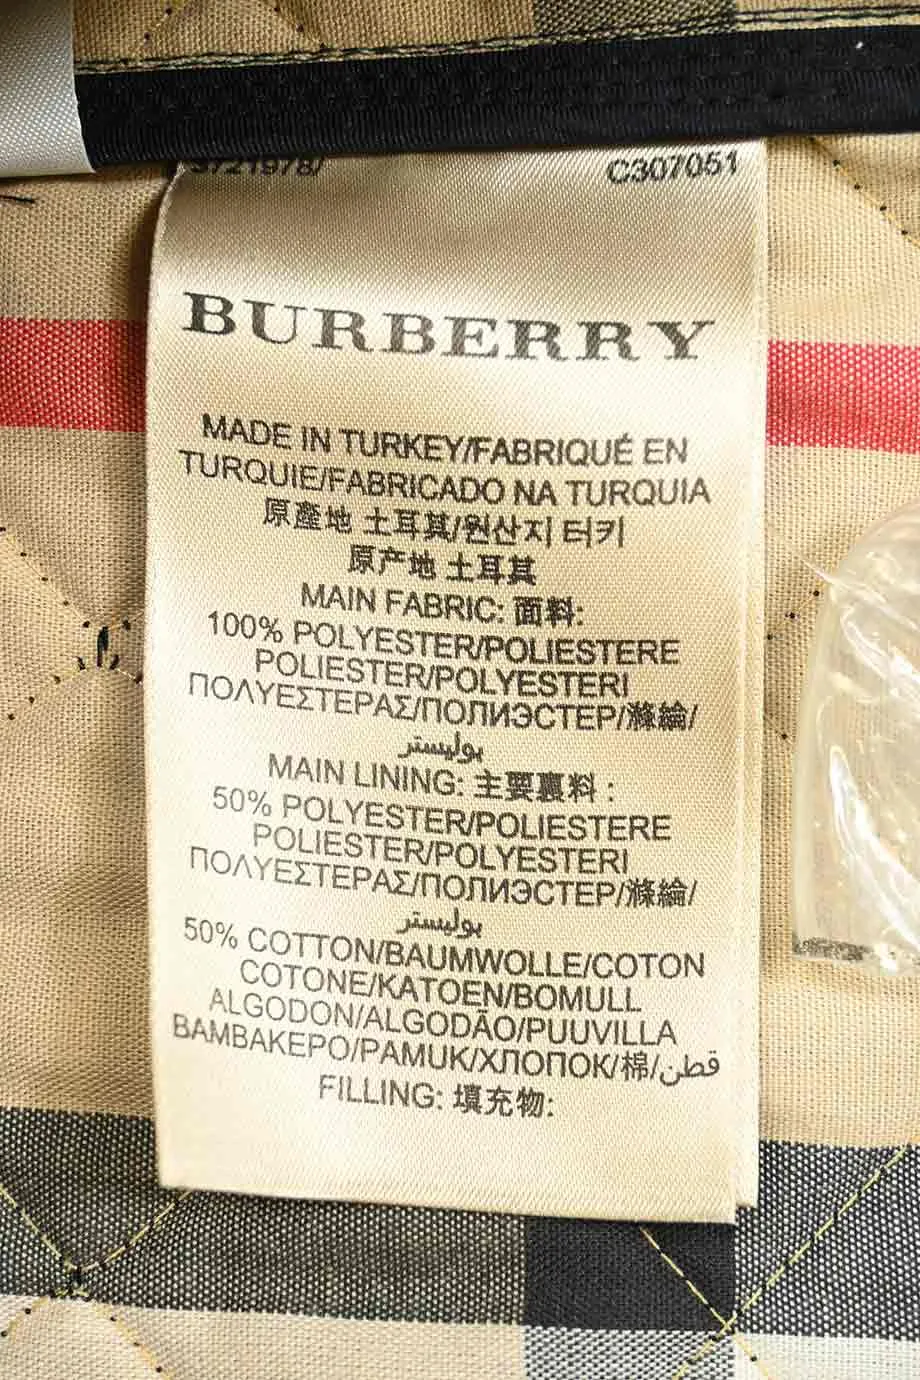 3721978/ C307051
BURBERRY
MADE IN TURKEY/FABRIQUÉ EN
TURQUIE/FABRICADO NA TURQUIA
原產地 土耳其/원산지 터키
原产地 土耳其
MAIN FABRIC: 面料:
100% POLYESTER/POLIESTERE
POLIESTER/POLYESTERI
ΠΟΛΥΕΣΤΕΡΑΣ/ПОЛИЭСТЕР/滌綸/
بوليستر
MAIN LINING: 主要裏料 :
50% POLYESTER/POLIESTERE
POLIESTER/POLYESTERI
ΠΟΛΥΕΣΤΕΡΑΣ/ПОЛИЭСТЕР/滌綸/
بوليستر
50% COTTON/BAUMWOLLE/COTON
COTONE/KATOEN/BOMULL
ALGODON/ALGODÃO/PUUVILLA
ΒΑΜΒΑΚΕΡΟ/PAMUK/ХЛОПОК/棉/قطن
FILLING: 填充物: